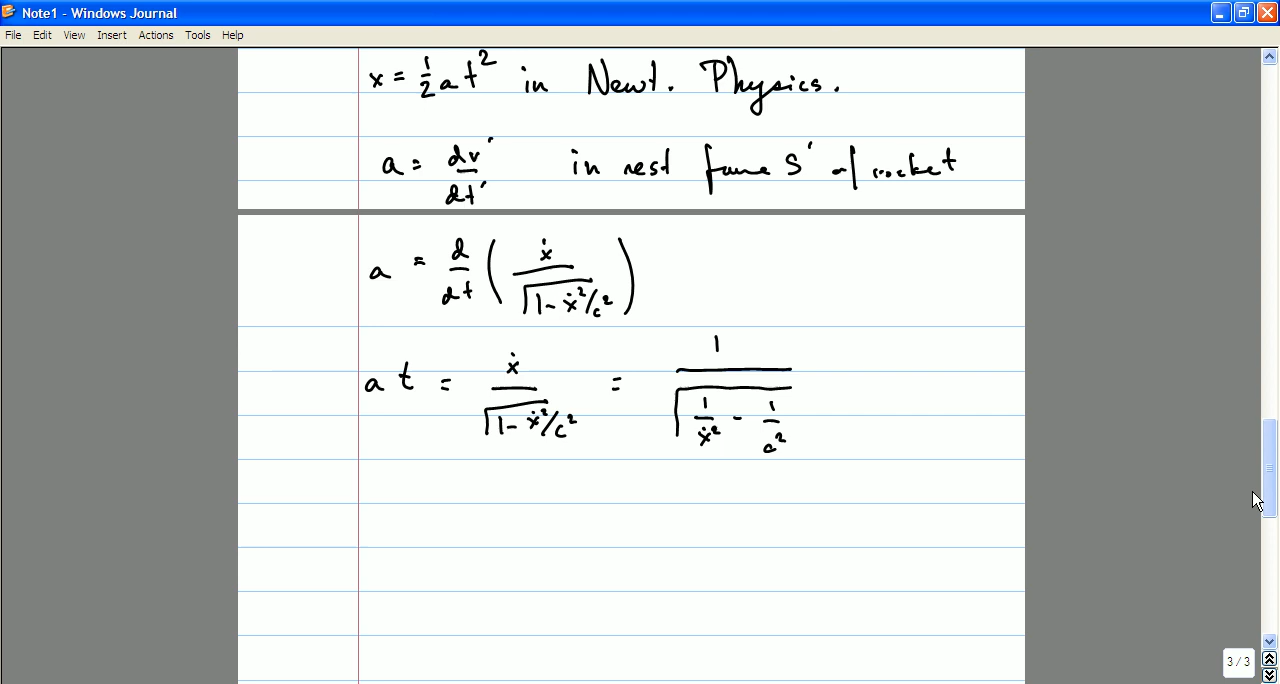 Note1 - Windows Journal
File Edit View Insert Actions Tools Help
x = 1/2 a t² in Newt. Physics.
a = dv'/dt' in rest frame S' of rocket
a = d/dt ( ẋ / √(1 - ẋ²/c²) )
a t = ẋ / √(1 - ẋ²/c²) = 1 / √(1/ẋ² - 1/c²)
3 / 3